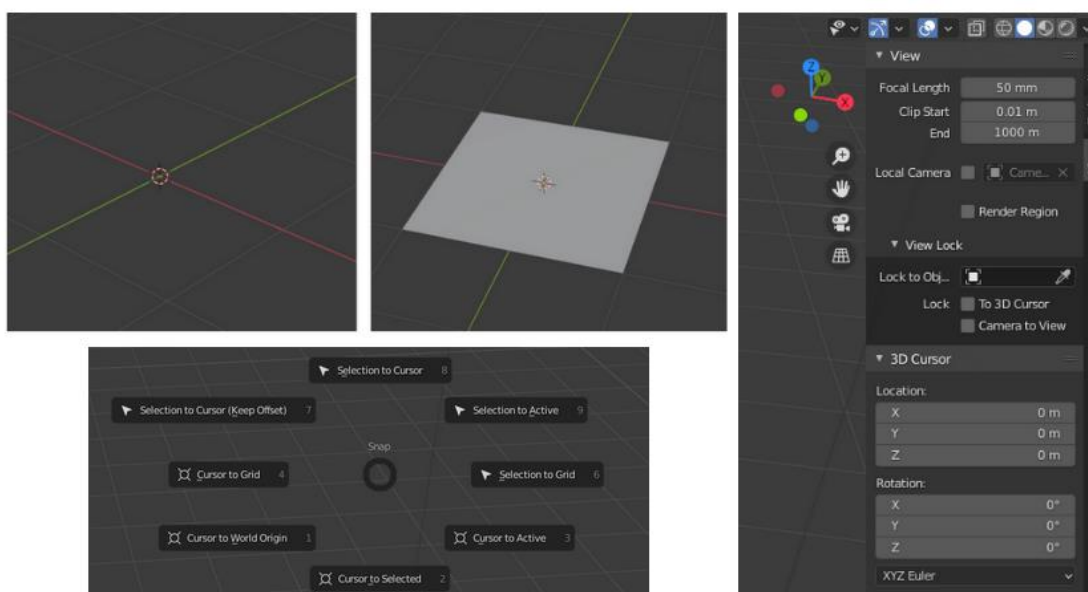 Z
Y
X
View
Focal Length 50 mm
Clip Start 0.01 m
End 1000 m
Local Camera Came...
Render Region
View Lock
Lock to Obj...
Lock To 3D Cursor
Camera to View
3D Cursor
Location:
X 0 m
Y 0 m
Z 0 m
Rotation:
X 0°
Y 0°
Z 0°
XYZ Euler
Selection to Cursor 8
Selection to Cursor (Keep Offset) 7
Selection to Active 9
Snap
Cursor to Grid 4
Selection to Grid 6
Cursor to World Origin 1
Cursor to Active 3
Cursor to Selected 2